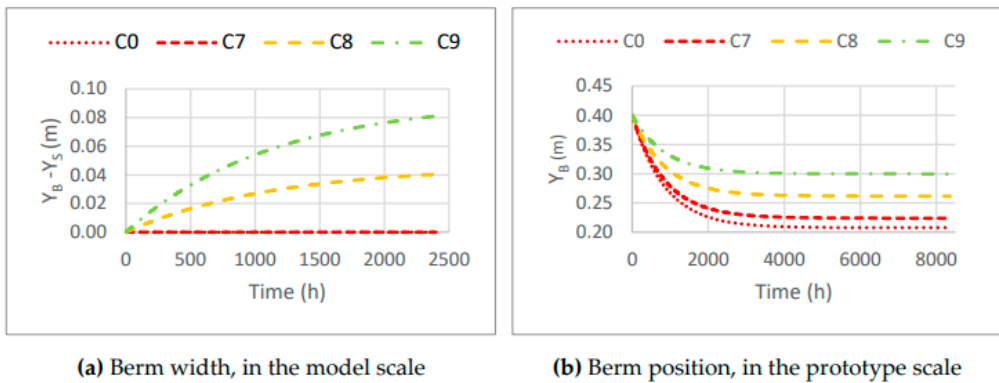 C0 C7 C8 C9
0.10
0.08
0.06
0.04
0.02
0.00
Y_B -Y_S (m)
0 500 1000 1500 2000 2500
Time (h)
(a) Berm width, in the model scale
C0 C7 C8 C9
0.45
0.40
0.35
0.30
0.25
0.20
Y_B (m)
0 2000 4000 6000 8000
Time (h)
(b) Berm position, in the prototype scale